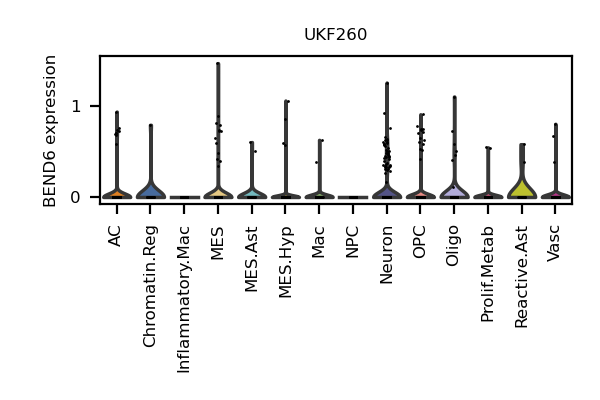 UKF260
BEND6 expression
1
0
AC
Chromatin.Reg
Inflammatory.Mac
MES
MES.Ast
MES.Hyp
Mac
NPC
Neuron
OPC
Oligo
Prolif.Metab
Reactive.Ast
Vasc